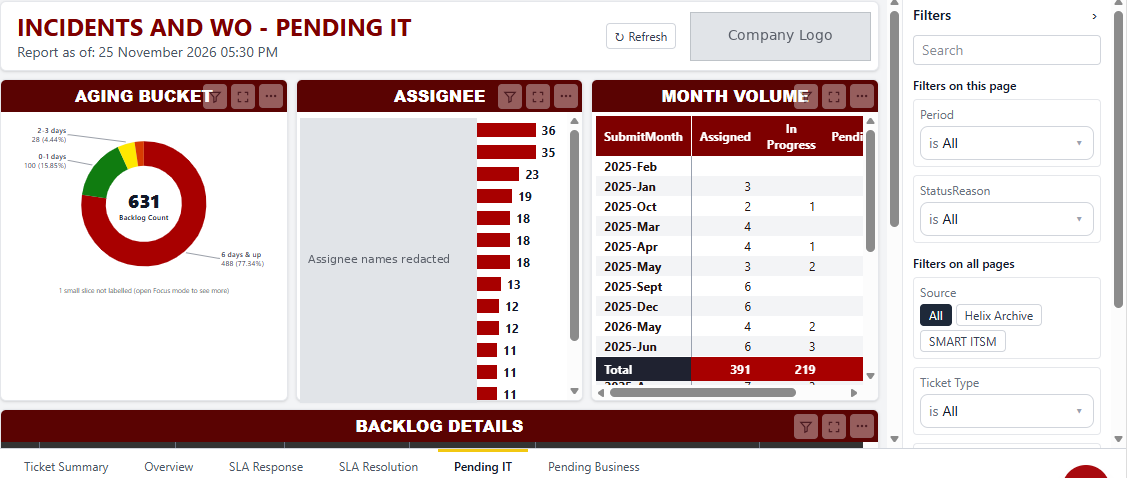 INCIDENTS AND WO - PENDING IT
Report as of: 25 November 2026 05:30 PM
↻ Refresh
Company Logo
AGING BUCKET
2-3 days
28 (4.44%)
0-1 days
100 (15.85%)
631
Backlog Count
6 days & up
488 (77.34%)
1 small slice not labelled (open Focus mode to see more)
ASSIGNEE
Assignee names redacted
36
35
23
19
18
18
18
13
12
12
11
11
11
MONTH VOLUME
SubmitMonth Assigned In Progress Pendi
2025-Feb
2025-Jan 3
2025-Oct 2 1
2025-Mar 4
2025-Apr 4 1
2025-May 3 2
2025-Sept 6
2025-Dec 6
2026-May 4 2
2025-Jun 6 3
Total 391 219
BACKLOG DETAILS
Filters
Search
Filters on this page
Period
is All
StatusReason
is All
Filters on all pages
Source
All Helix Archive
SMART ITSM
Ticket Type
is All
Ticket Summary Overview SLA Response SLA Resolution Pending IT Pending Business